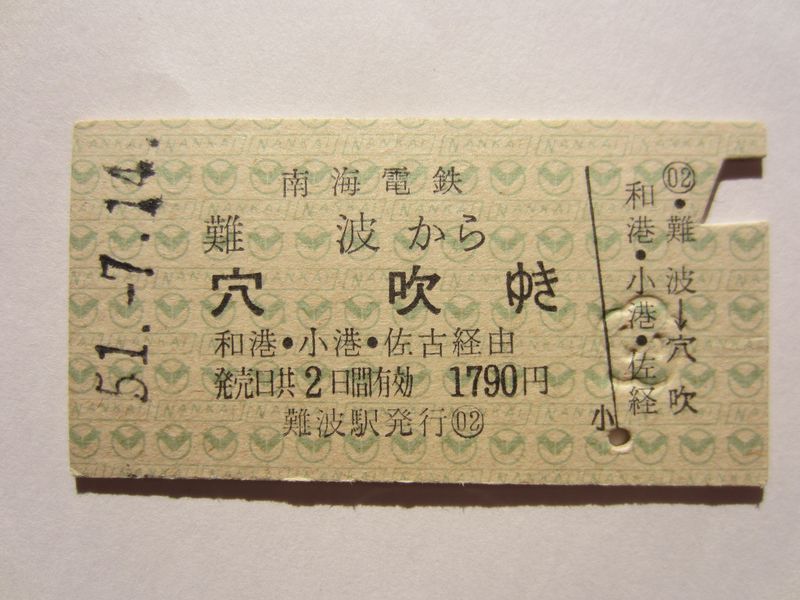 51.-7.14.
南海電鉄
難波から
穴吹ゆき
和港・小港・佐古経由
発売日共2日間有効 1790円
難波駅発行02
小
02・難波→穴吹
和港・小港・佐経
NANKAI